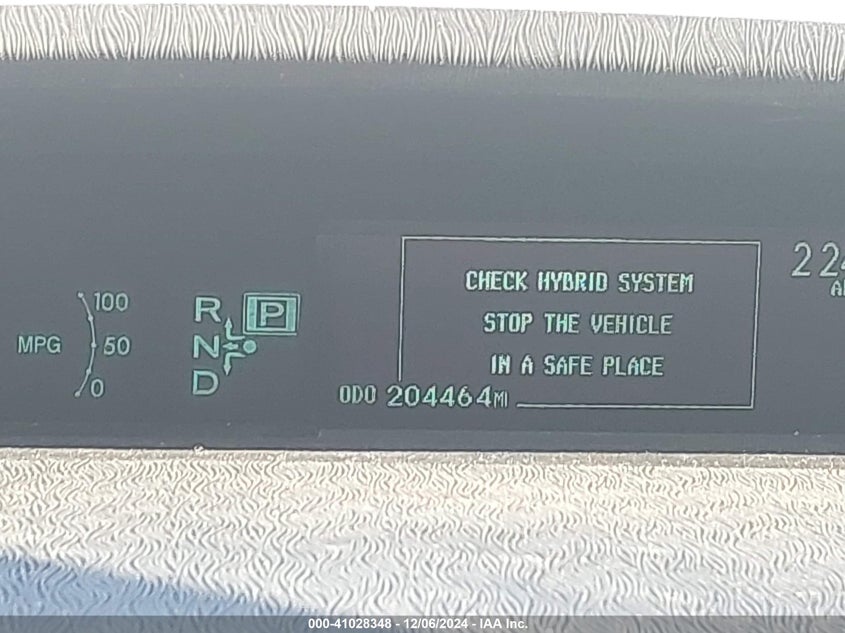 CHECK HYBRID SYSTEM
STOP THE VEHICLE
IN A SAFE PLACE
ODO 204464MI
MPG
100
50
0
R
P
N
D
000-41028348 - 12/06/2024 - IAA Inc.